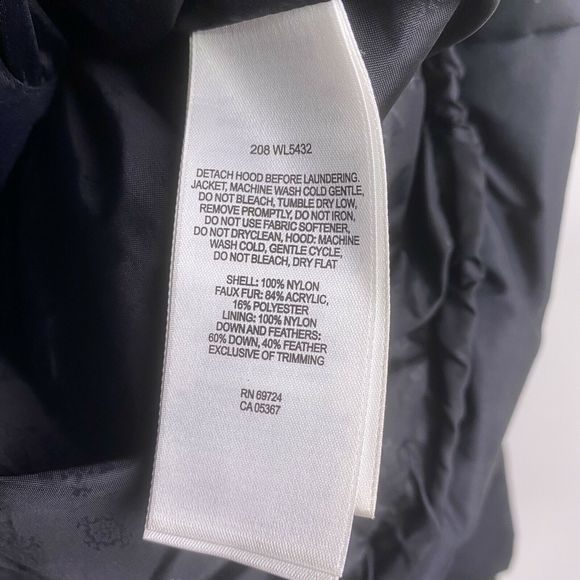 208 WL5432
DETACH HOOD BEFORE LAUNDERING.
JACKET, MACHINE WASH COLD GENTLE,
DO NOT BLEACH, TUMBLE DRY LOW,
REMOVE PROMPTLY, DO NOT IRON,
DO NOT USE FABRIC SOFTENER,
DO NOT DRYCLEAN, HOOD: MACHINE
WASH COLD, GENTLE CYCLE,
DO NOT BLEACH, DRY FLAT
SHELL: 100% NYLON
FAUX FUR: 84% ACRYLIC,
16% POLYESTER
LINING: 100% NYLON
DOWN AND FEATHERS:
60% DOWN, 40% FEATHER
EXCLUSIVE OF TRIMMING
RN 69724
CA 05367